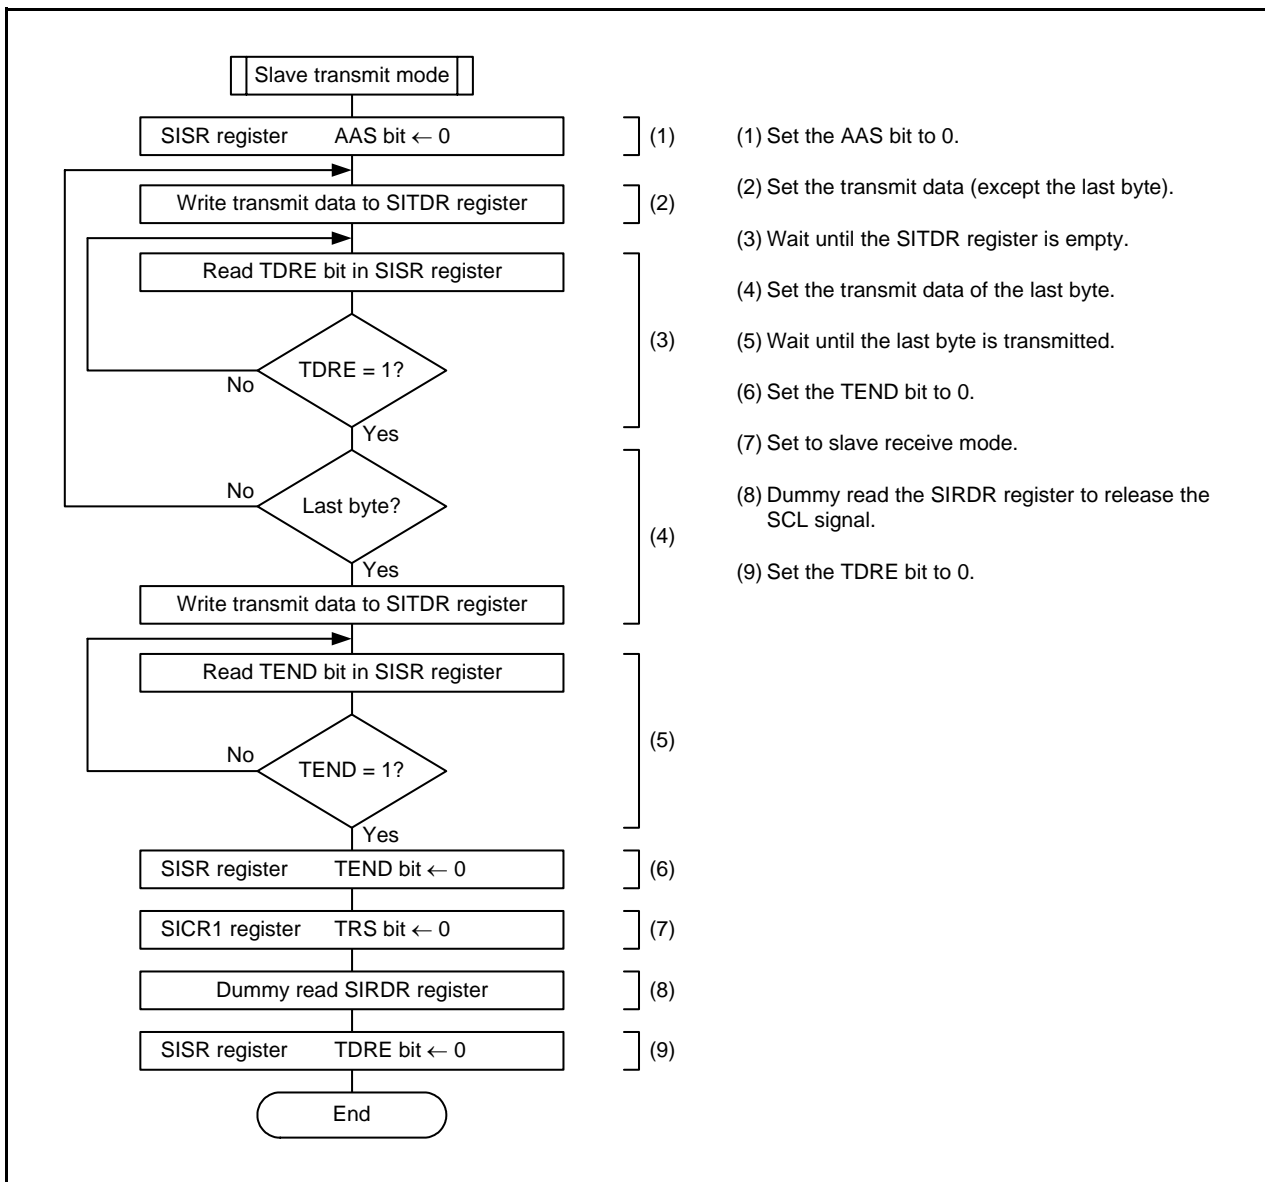 Slave transmit mode
SISR register AAS bit ← 0
(1)
Write transmit data to SITDR register
(2)
Read TDRE bit in SISR register
TDRE = 1?
No
Yes
(3)
Last byte?
No
Yes
Write transmit data to SITDR register
(4)
Read TEND bit in SISR register
TEND = 1?
No
Yes
(5)
SISR register TEND bit ← 0
(6)
SICR1 register TRS bit ← 0
(7)
Dummy read SIRDR register
(8)
SISR register TDRE bit ← 0
(9)
End
(1) Set the AAS bit to 0.
(2) Set the transmit data (except the last byte).
(3) Wait until the SITDR register is empty.
(4) Set the transmit data of the last byte.
(5) Wait until the last byte is transmitted.
(6) Set the TEND bit to 0.
(7) Set to slave receive mode.
(8) Dummy read the SIRDR register to release the
SCL signal.
(9) Set the TDRE bit to 0.